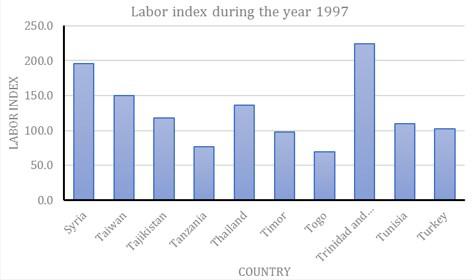 Labor index during the year 1997
LABOR INDEX
250.0
200.0
150.0
100.0
50.0
0.0
Syria
Taiwan
Tajikistan
Tanzania
Thailand
Timor
Togo
Trinidad and...
Tunisia
Turkey
COUNTRY